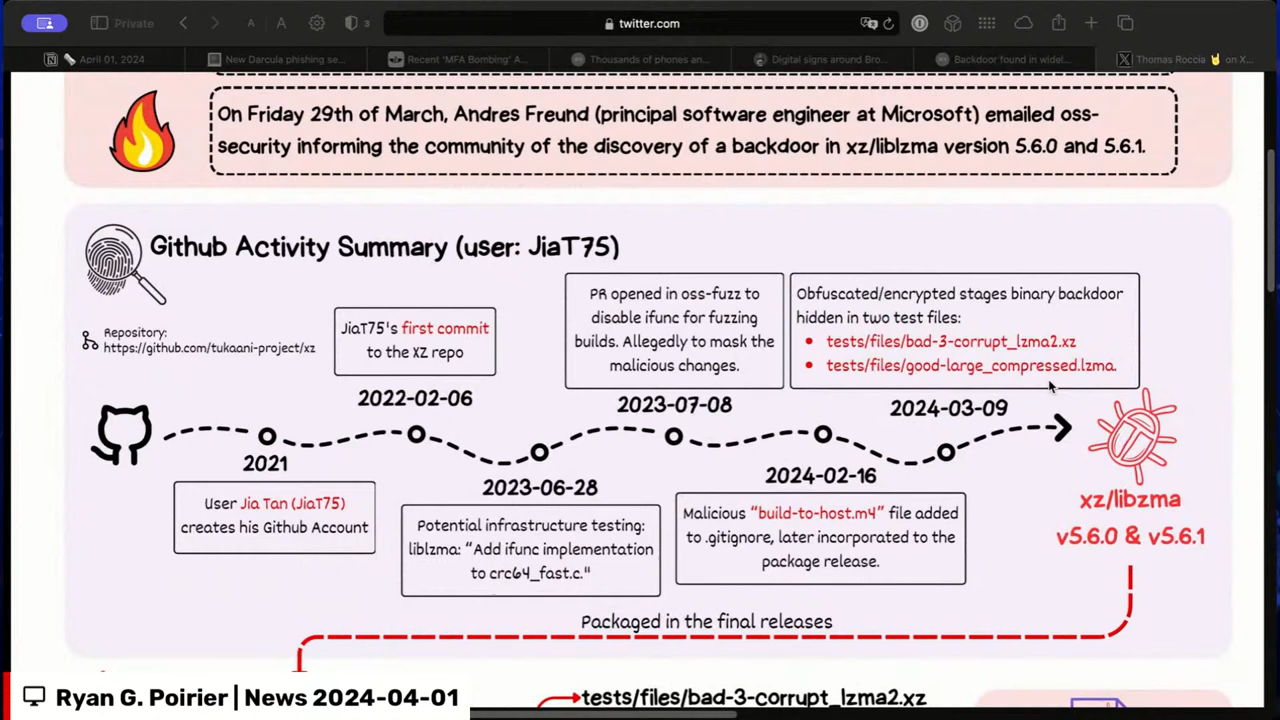 Private
A
A
3
twitter.com
April 01, 2024
New Darcula phishing se...
Recent ‘MFA Bombing’ A...
Thousands of phones an...
Digital signs around Bro...
Backdoor found in widel...
Thomas Roccia 🤘 on X...
On Friday 29th of March, Andres Freund (principal software engineer at Microsoft) emailed oss-
security informing the community of the discovery of a backdoor in xz/liblzma version 5.6.0 and 5.6.1.
Github Activity Summary (user: JiaT75)
Repository:
https://github.com/tukaani-project/xz
JiaT75's first commit
to the XZ repo
2022-02-06
PR opened in oss-fuzz to
disable ifunc for fuzzing
builds. Allegedly to mask the
malicious changes.
2023-07-08
Obfuscated/encrypted stages binary backdoor
hidden in two test files:
• tests/files/bad-3-corrupt_lzma2.xz
• tests/files/good-large_compressed.lzma.
2024-03-09
2021
User Jia Tan (JiaT75)
creates his Github Account
2023-06-28
Potential infrastructure testing:
liblzma: “Add ifunc implementation
to crc64_fast.c."
2024-02-16
Malicious “build-to-host.m4” file added
to .gitignore, later incorporated to the
package release.
xz/libzma
v5.6.0 & v5.6.1
Packaged in the final releases
tests/files/bad-3-corrupt_lzma2.xz
Ryan G. Poirier | News 2024-04-01